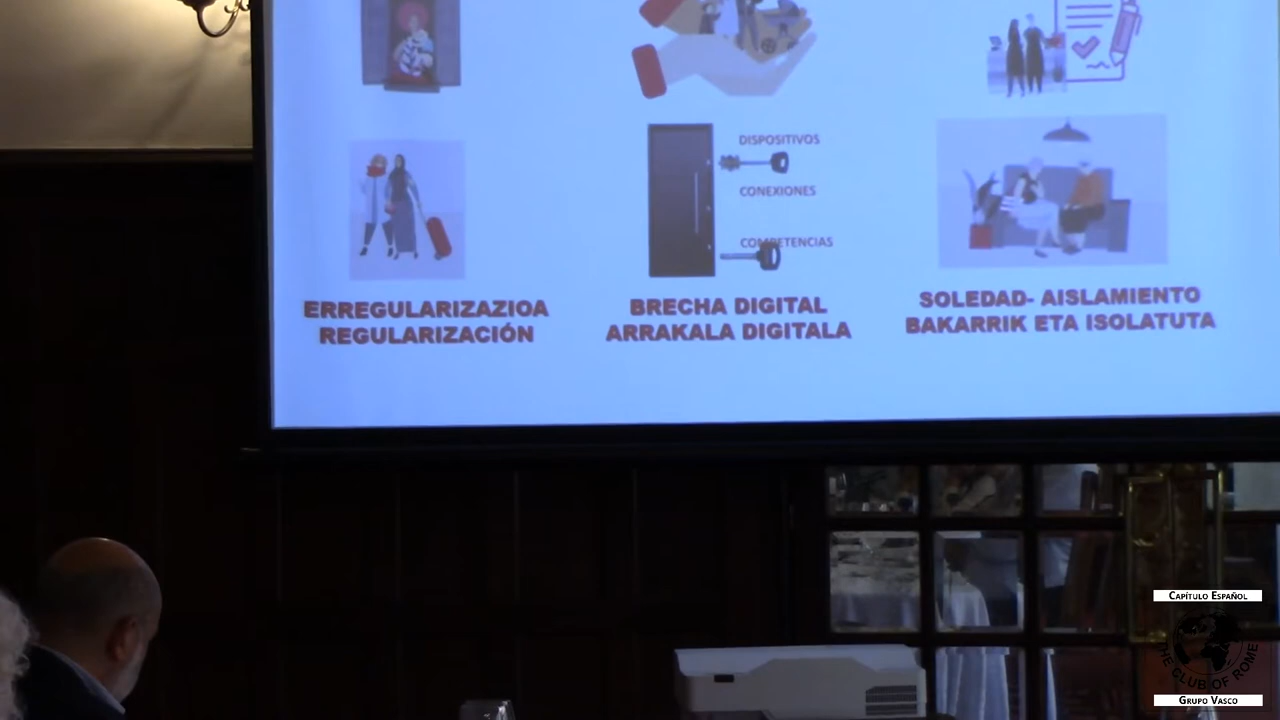 DISPOSITIVOS
CONEXIONES
COMPETENCIAS
ERREGULARIZAZIOA
REGULARIZACIÓN
BRECHA DIGITAL
ARRAKALA DIGITALA
SOLEDAD- AISLAMIENTO
BAKARRIK ETA ISOLATUTA
CAPÍTULO ESPAÑOL
THE CLUB OF ROME
GRUPO VASCO